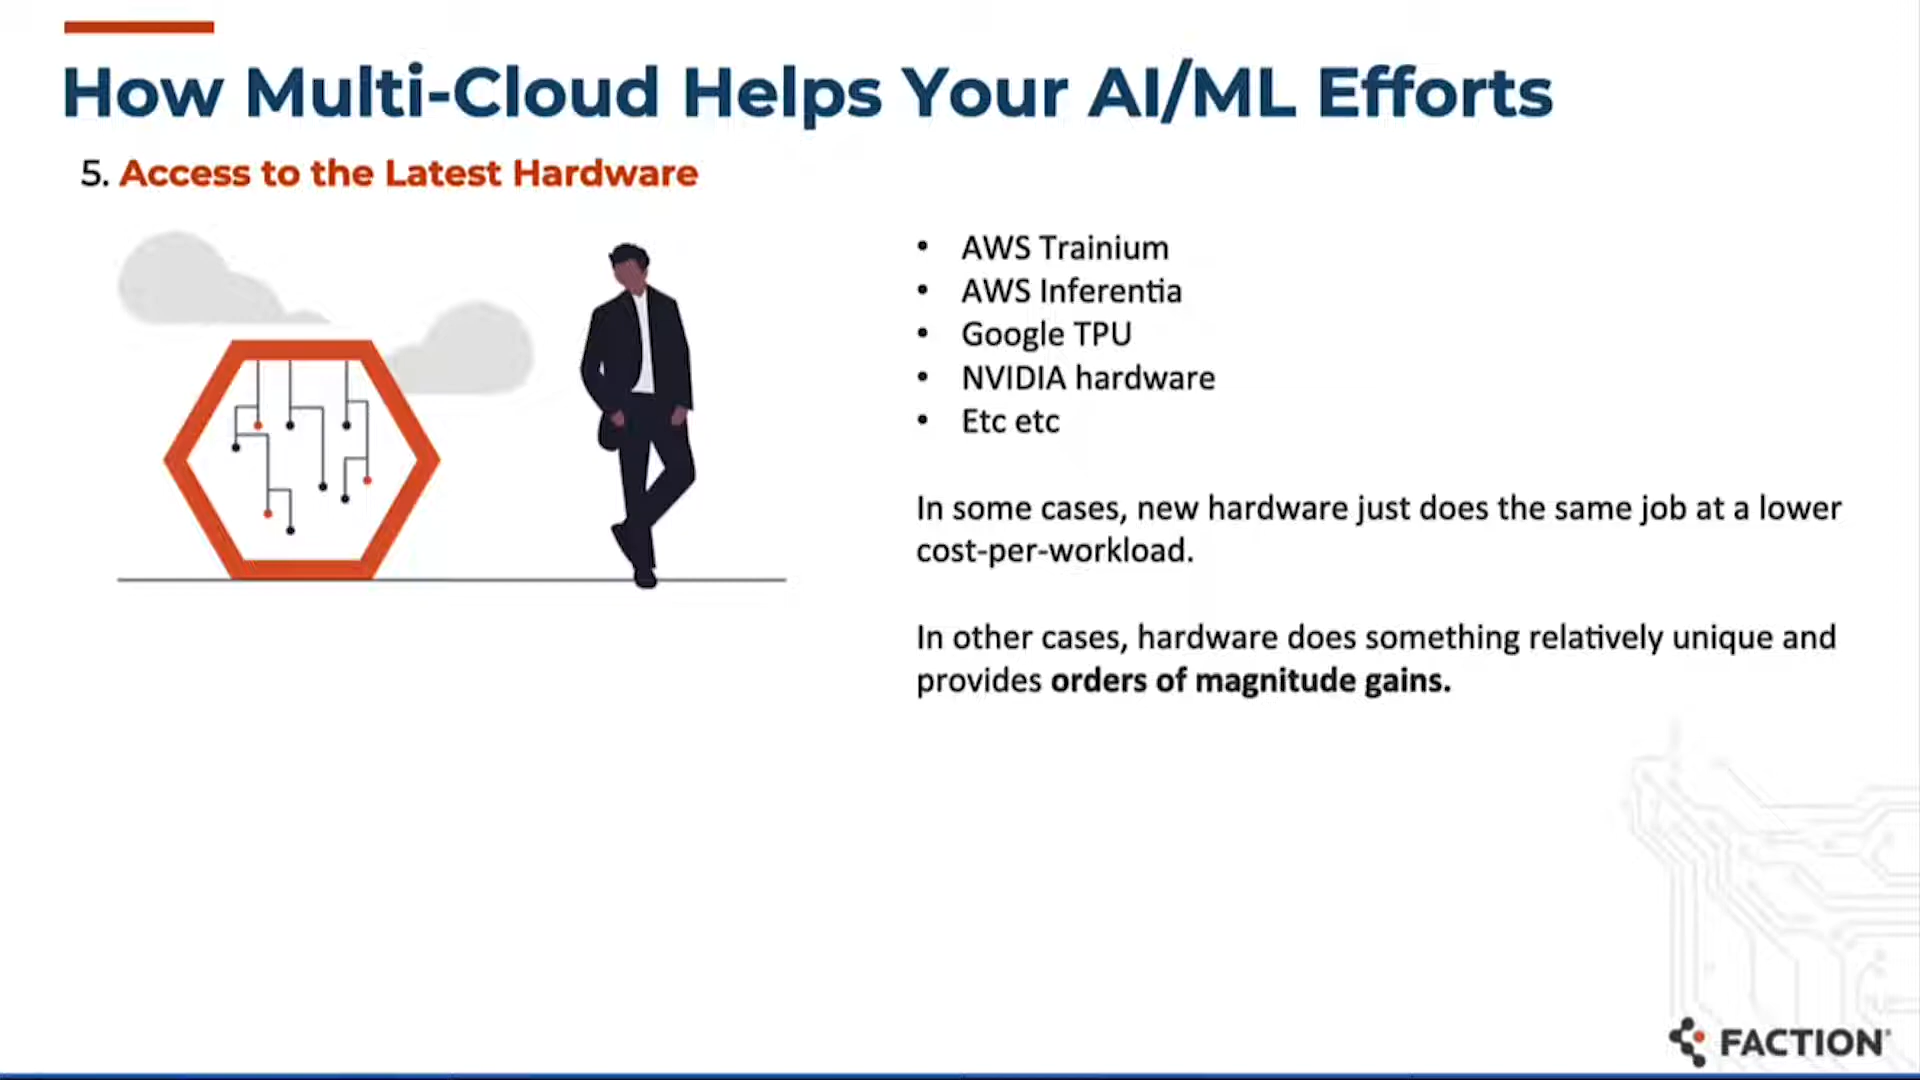 How Multi-Cloud Helps Your AI/ML Efforts
5. Access to the Latest Hardware
• AWS Trainium
• AWS Inferentia
• Google TPU
• NVIDIA hardware
• Etc etc
In some cases, new hardware just does the same job at a lower
cost-per-workload.
In other cases, hardware does something relatively unique and
provides orders of magnitude gains.
FACTION